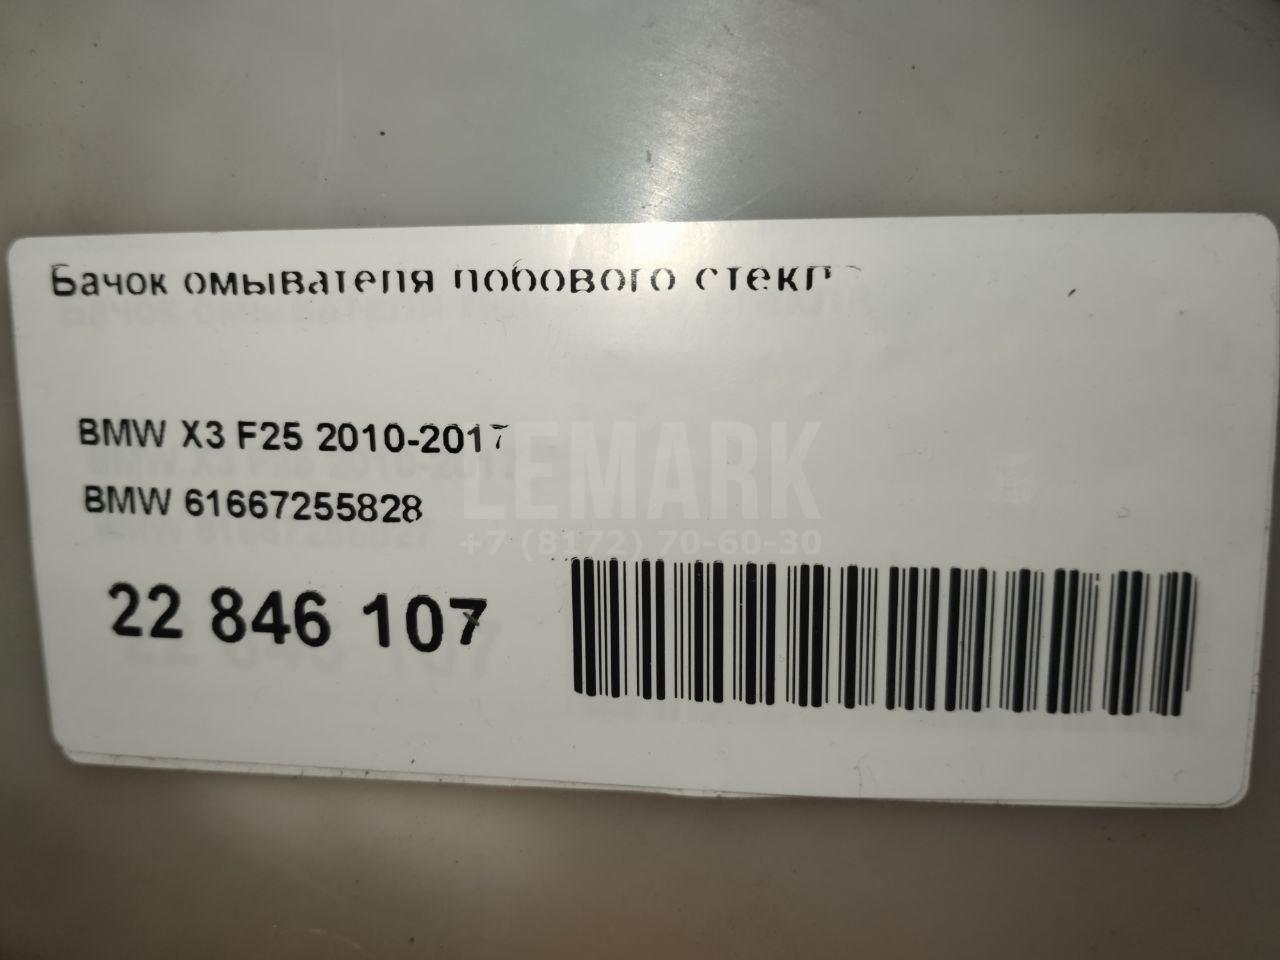 Бачок омывателя лобового стекла
BMW X3 F25 2010-2017
LEMARK
BMW 61667255828
+7 (8172) 70-60-30
22 846 107